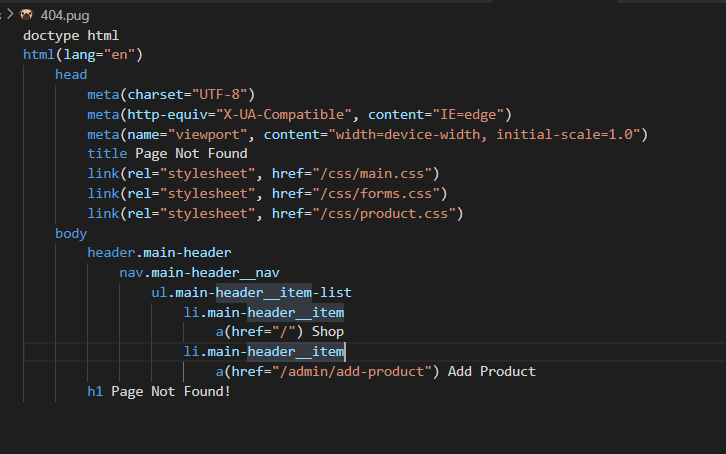 s > 404.pug
doctype html
html(lang="en")
    head
        meta(charset="UTF-8")
        meta(http-equiv="X-UA-Compatible", content="IE=edge")
        meta(name="viewport", content="width=device-width, initial-scale=1.0")
        title Page Not Found
        link(rel="stylesheet", href="/css/main.css")
        link(rel="stylesheet", href="/css/forms.css")
        link(rel="stylesheet", href="/css/product.css")
    body
        header.main-header
            nav.main-header__nav
                ul.main-header__item-list
                    li.main-header__item
                        a(href="/") Shop
                    li.main-header__item
                        a(href="/admin/add-product") Add Product
        h1 Page Not Found!